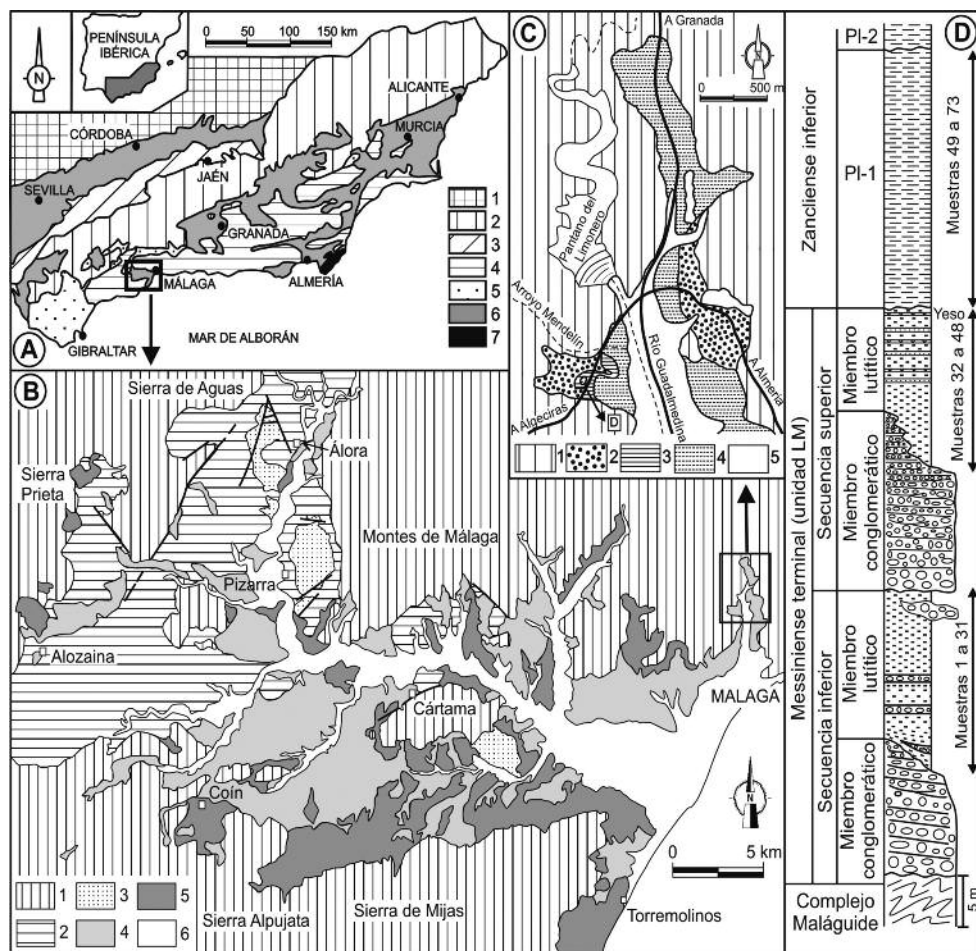 A
N
PENÍNSULA
IBÉRICA
0 50 100 150 km
ALICANTE
MURCIA
CÓRDOBA
JAÉN
SEVILLA
GRANADA
MÁLAGA
ALMERÍA
GIBRALTAR
MAR DE ALBORÁN
1
2
3
4
5
6
7
B
Sierra de Aguas
Álora
Sierra
Prieta
Montes de Málaga
Pizarra
Alozaina
MALAGA
Cártama
Coín
N
0 5 km
Sierra Alpujata
Sierra de Mijas
Torremolinos
1 3 5
2 4 6
C
A Granada
N
0 500 m
Pantano del
Limonero
Arroyo Mendelín
Río Guadalmedina
A Almería
A Algeciras
D
1 2 3 4 5
D
Pl-2
Pl-1
Zancliense inferior
Muestras 49 a 73
Yeso
Messiniense terminal (unidad LM)
Secuencia superior
Miembro
lutítico
Muestras 32 a 48
Miembro
conglomerático
Secuencia inferior
Miembro
lutítico
Muestras 1 a 31
Miembro
conglomerático
Complejo
Maláguide
5 m